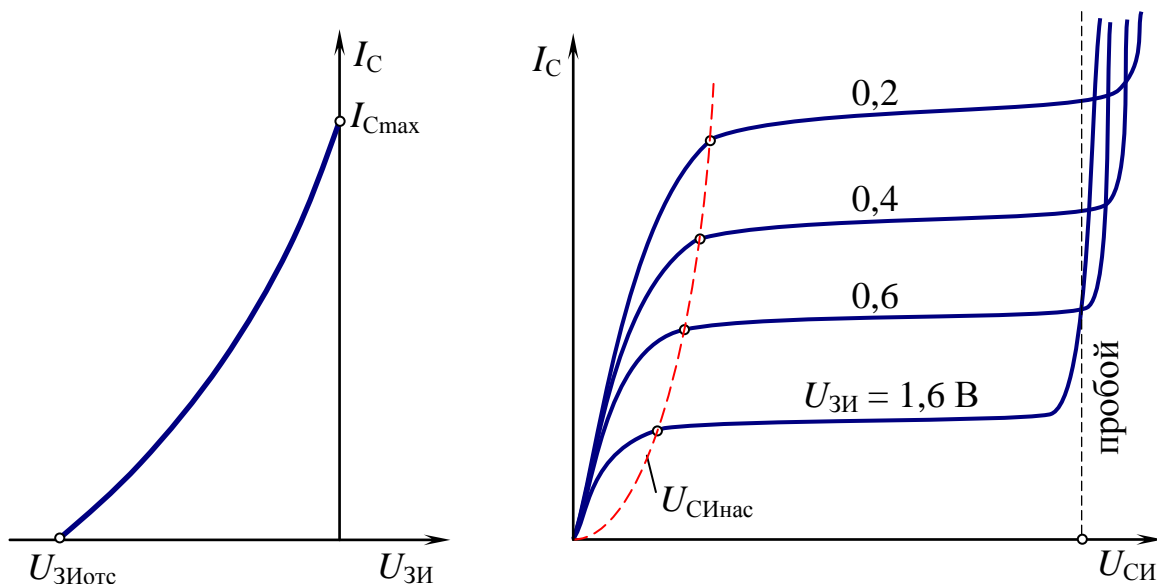 I_C
I_Cmax
U_ЗИотс
U_ЗИ
I_C
0,2
0,4
0,6
U_ЗИ = 1,6 В
U_СИнас
пробой
U_СИ